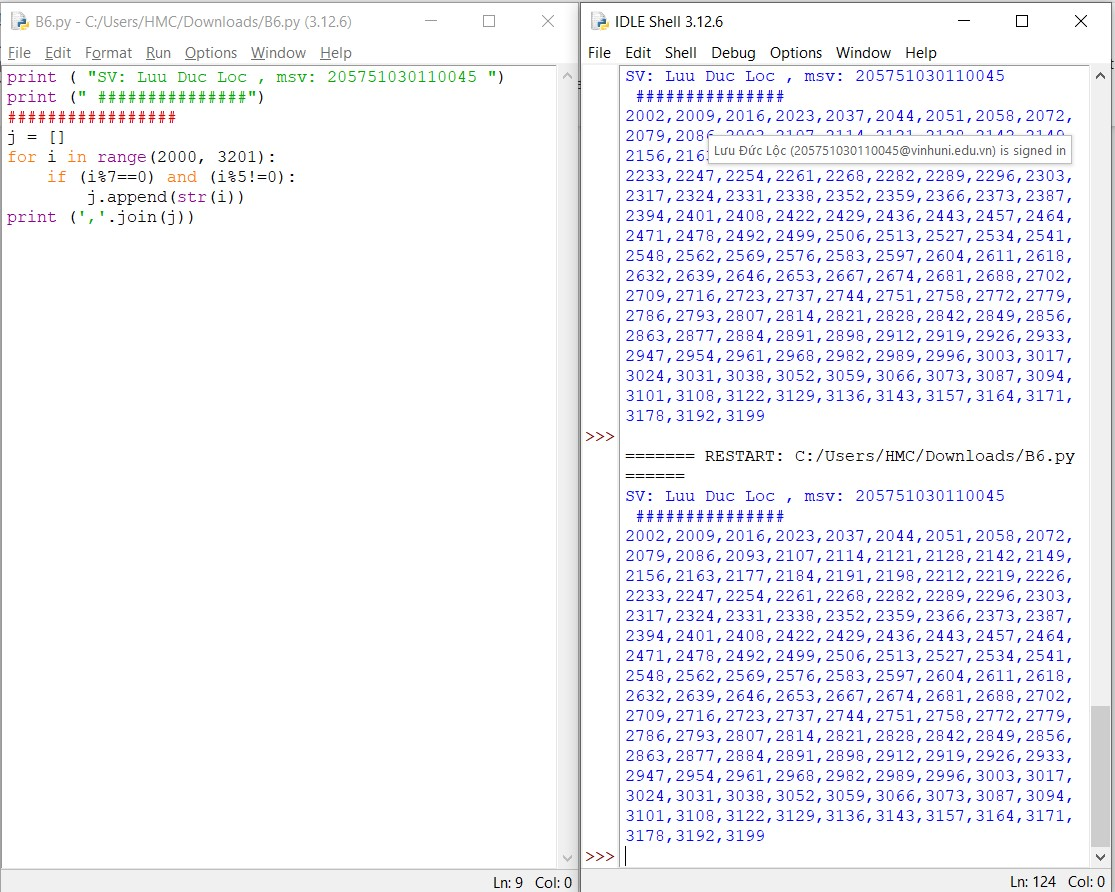 B6.py - C:/Users/HMC/Downloads/B6.py (3.12.6)
File Edit Format Run Options Window Help
print ( "SV: Luu Duc Loc , msv: 205751030110045 ")
print (" ###############")
#################
j = []
for i in range(2000, 3201):
    if (i%7==0) and (i%5!=0):
        j.append(str(i))
print (','.join(j))
Ln: 9 Col: 0
IDLE Shell 3.12.6
File Edit Shell Debug Options Window Help
SV: Luu Duc Loc , msv: 205751030110045
 ###############
2002,2009,2016,2023,2037,2044,2051,2058,2072,
2079,2086,2093,2107,2114,2121,2128,2142,2149,
Lưu Đức Lộc (205751030110045@vinhuni.edu.vn) is signed in
2156,
2233,2247,2254,2261,2268,2282,2289,2296,2303,
2317,2324,2331,2338,2352,2359,2366,2373,2387,
2394,2401,2408,2422,2429,2436,2443,2457,2464,
2471,2478,2492,2499,2506,2513,2527,2534,2541,
2548,2562,2569,2576,2583,2597,2604,2611,2618,
2632,2639,2646,2653,2667,2674,2681,2688,2702,
2709,2716,2723,2737,2744,2751,2758,2772,2779,
2786,2793,2807,2814,2821,2828,2842,2849,2856,
2863,2877,2884,2891,2898,2912,2919,2926,2933,
2947,2954,2961,2968,2982,2989,2996,3003,3017,
3024,3031,3038,3052,3059,3066,3073,3087,3094,
3101,3108,3122,3129,3136,3143,3157,3164,3171,
3178,3192,3199
>>>
======= RESTART: C:/Users/HMC/Downloads/B6.py
======
SV: Luu Duc Loc , msv: 205751030110045
 ###############
2002,2009,2016,2023,2037,2044,2051,2058,2072,
2079,2086,2093,2107,2114,2121,2128,2142,2149,
2156,2163,2177,2184,2191,2198,2212,2219,2226,
2233,2247,2254,2261,2268,2282,2289,2296,2303,
2317,2324,2331,2338,2352,2359,2366,2373,2387,
2394,2401,2408,2422,2429,2436,2443,2457,2464,
2471,2478,2492,2499,2506,2513,2527,2534,2541,
2548,2562,2569,2576,2583,2597,2604,2611,2618,
2632,2639,2646,2653,2667,2674,2681,2688,2702,
2709,2716,2723,2737,2744,2751,2758,2772,2779,
2786,2793,2807,2814,2821,2828,2842,2849,2856,
2863,2877,2884,2891,2898,2912,2919,2926,2933,
2947,2954,2961,2968,2982,2989,2996,3003,3017,
3024,3031,3038,3052,3059,3066,3073,3087,3094,
3101,3108,3122,3129,3136,3143,3157,3164,3171,
3178,3192,3199
>>>
Ln: 124 Col: 0